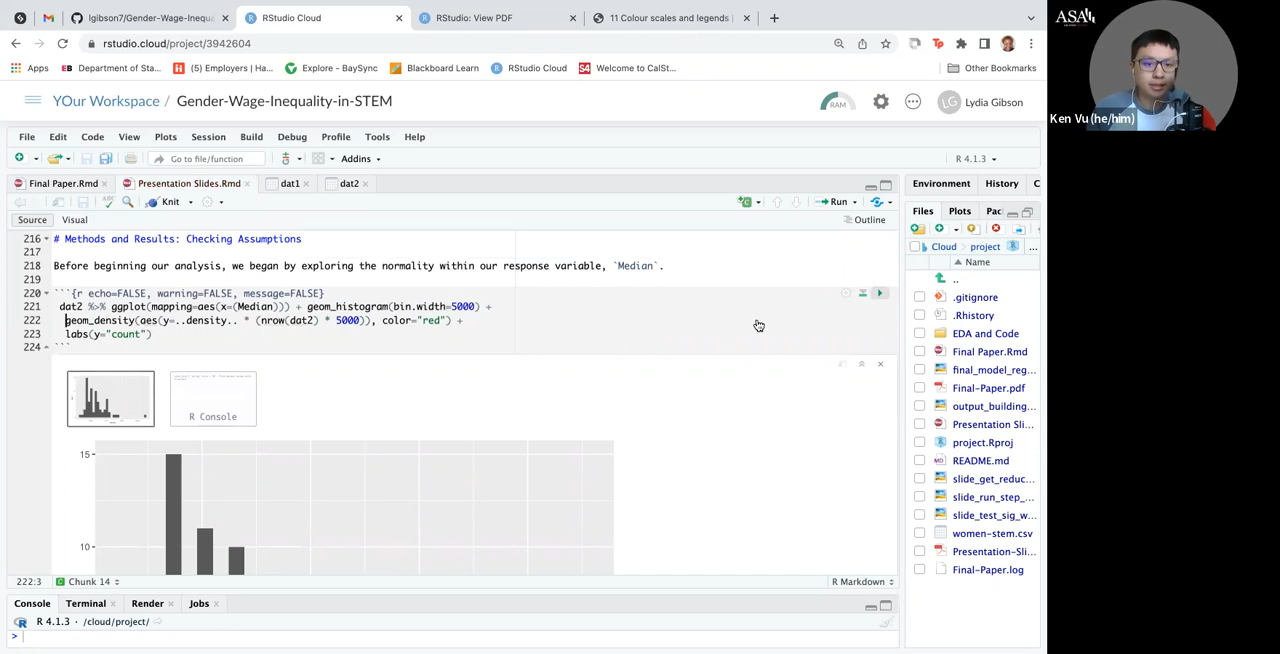 lgibson7/Gender-Wage-Inequa
RStudio Cloud
RStudio: View PDF
11 Colour scales and legends |
rstudio.cloud/project/3942604
Apps
Department of Sta...
(5) Employers | Ha...
Explore - BaySync
Blackboard Learn
RStudio Cloud
Welcome to CalSt...
Other Bookmarks
YOur Workspace / Gender-Wage-Inequality-in-STEM
RAM
LG
Lydia Gibson
File Edit Code View Plots Session Build Debug Profile Tools Help
Go to file/function
Addins
R 4.1.3
Final Paper.Rmd
Presentation Slides.Rmd
dat1
dat2
Knit
Run
Source Visual
Outline
216 # Methods and Results: Checking Assumptions
217
218 Before beginning our analysis, we began by exploring the normality within our response variable, `Median`.
219
220 ```{r echo=FALSE, warning=FALSE, message=FALSE}
221 dat2 %>% ggplot(mapping=aes(x=(Median))) + geom_histogram(bin.width=5000) +
222 geom_density(aes(y=..density.. * (nrow(dat2) * 5000)), color="red") +
223 labs(y="count")
224 ```
R Console
15
10
222:3
Chunk 14
R Markdown
Console Terminal Render Jobs
R 4.1.3 · /cloud/project/
>
Environment History C
Files Plots Pac
Cloud project
Name
..
.gitignore
.Rhistory
EDA and Code
Final Paper.Rmd
final_model_reg...
Final-Paper.pdf
output_building...
Presentation Sli...
project.Rproj
README.md
slide_get_reduc...
slide_run_step_...
slide_test_sig_w...
women-stem.csv
Presentation-Sli...
Final-Paper.log
ASA
Ken Vu (he/him)